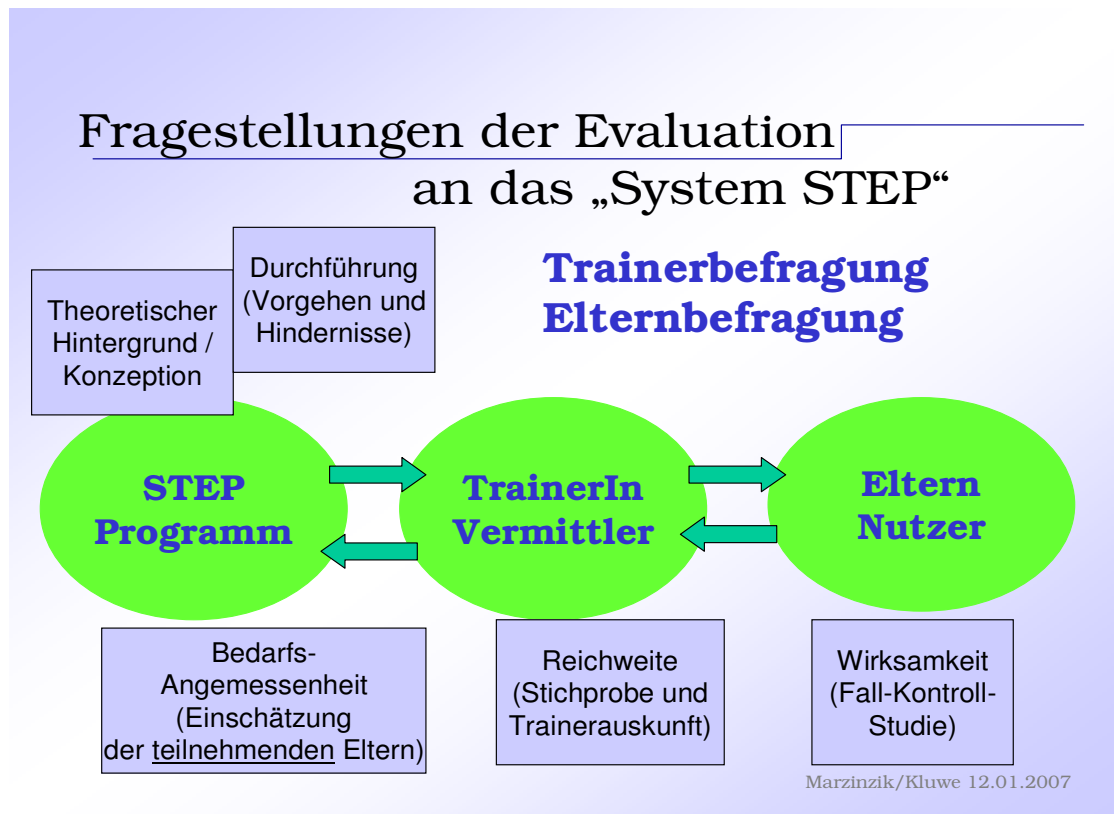 Fragestellungen der Evaluation
an das „System STEP“
Trainerbefragung
Elternbefragung
Theoretischer
Hintergrund /
Konzeption
Durchführung
(Vorgehen und
Hindernisse)
STEP
Programm
TrainerIn
Vermittler
Eltern
Nutzer
Bedarfs-
Angemessenheit
(Einschätzung
der teilnehmenden Eltern)
Reichweite
(Stichprobe und
Trainerauskunft)
Wirksamkeit
(Fall-Kontroll-
Studie)
Marzinzik/Kluwe 12.01.2007